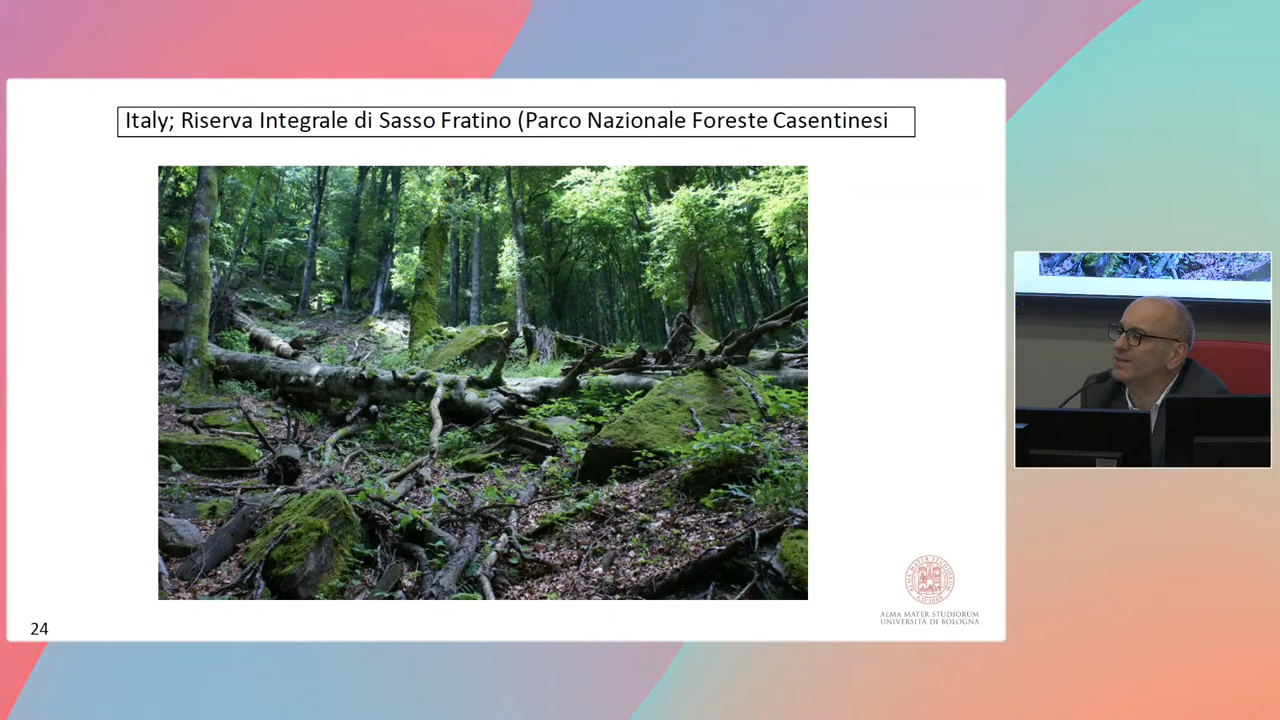 Italy; Riserva Integrale di Sasso Fratino (Parco Nazionale Foreste Casentinesi
ALMA MATER STUDIORUM
UNIVERSITÀ DI BOLOGNA
24